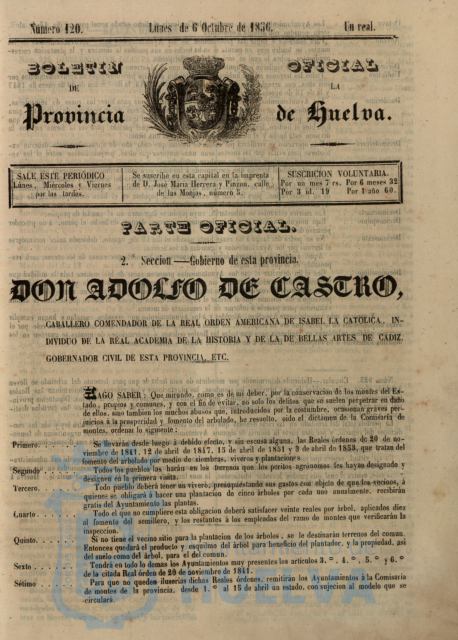 Número 120.
Lunes de 6 Octubre de 1856.
Un real.
BOLETIN OFICIAL
DE LA
Provincia de Huelva.
SALE ESTE PERIÓDICO
Lúnes, Miércoles y Viernes
por las tardes.
Se suscribe en esta capital en la imprenta
de D. José María Herrera y Pinzon, calle
de las Monjas, número 5.
SUSCRICION VOLUNTARIA.
Por un mes 7 rs. Por 6 meses 32
Por 3 id. 19 Por 1 año 60.
PARTE OFICIAL.
2.ª Seccion—Gobierno de esta provincia.
DON ADOLFO DE CASTRO,
CABALLERO COMENDADOR DE LA REAL ORDEN AMERICANA DE ISABEL LA CATÓLICA, IN-
DIVIDUO DE LA REAL ACADEMIA DE LA HISTORIA Y DE LA DE BELLAS ARTES DE CADIZ,
GOBERNADOR CIVIL DE ESTA PROVINCIA, ETC.
HAGO SABER: Que mirando, como es de mi deber, por la conservacion de los montes del Es-
tado, propios y comunes, y con el fin de evitar, no solo los delitos que se suelen perpetrar en daño
de ellos, sino tambien los muchos abusos que, introducidos por la costumbre, ocasionan graves per-
juicios á la prosperidad y fomento del arbolado, he resuelto, oido el dictámen de la Comisaría de
montes, ordenar lo siguiente:
Primero. Se llevarán desde luego á debido efecto, y sin escusa alguna, las Reales órdenes de 20 de no-
viembre de 1841, 12 de abril de 1847, 15 de abril de 1851 y 3 de abril de 1853, que tratan del
fomento del arbolado por medio de siembras, viveros y plantaciones.
Segundo. Todos los pueblos las harán en los terrenos que los peritos agrónomos les hayan designado y
designen en la primera visita.
Tercero. Todo pueblo deberá tener un vivero, presupuestando sus gastos con objeto de que los vecinos, á
quienes se obligará á hacer una plantacion de cinco árboles por cada uno anualmente, recibirán
gratis del Ayuntamiento las plantas.
Cuarto. Todo el que no cumpliere esta obligacion deberá satisfacer veinte reales por árbol, aplicados diez
al fomento del semillero, y los restantes á los empleados del ramo de montes que verificarán la
inspeccion.
Quinto. Si no tiene el vecino sitio para la plantacion de los árboles, se le destinarán terrenos del comun.
Entonces quedará el producto y esquilmo del árbol para beneficio del plantador, y la propiedad, asi
del suelo como del árbol, para el del comun.
Sexto. Tendrá en todo lo demas los Ayuntamientos muy presentes los artículos 3.º, 4.º, 5.º y 6.º
de la citada Real órden de 20 de noviembre de 1841.
Sétimo. Para que no queden ilusorias dichas Reales órdenes, remitirán los Ayuntamientos á la Comisaría
de montes de la provincia, desde 1.º al 15 de abril un estado, con sujecion al modelo que se
circulará.
HUELVA